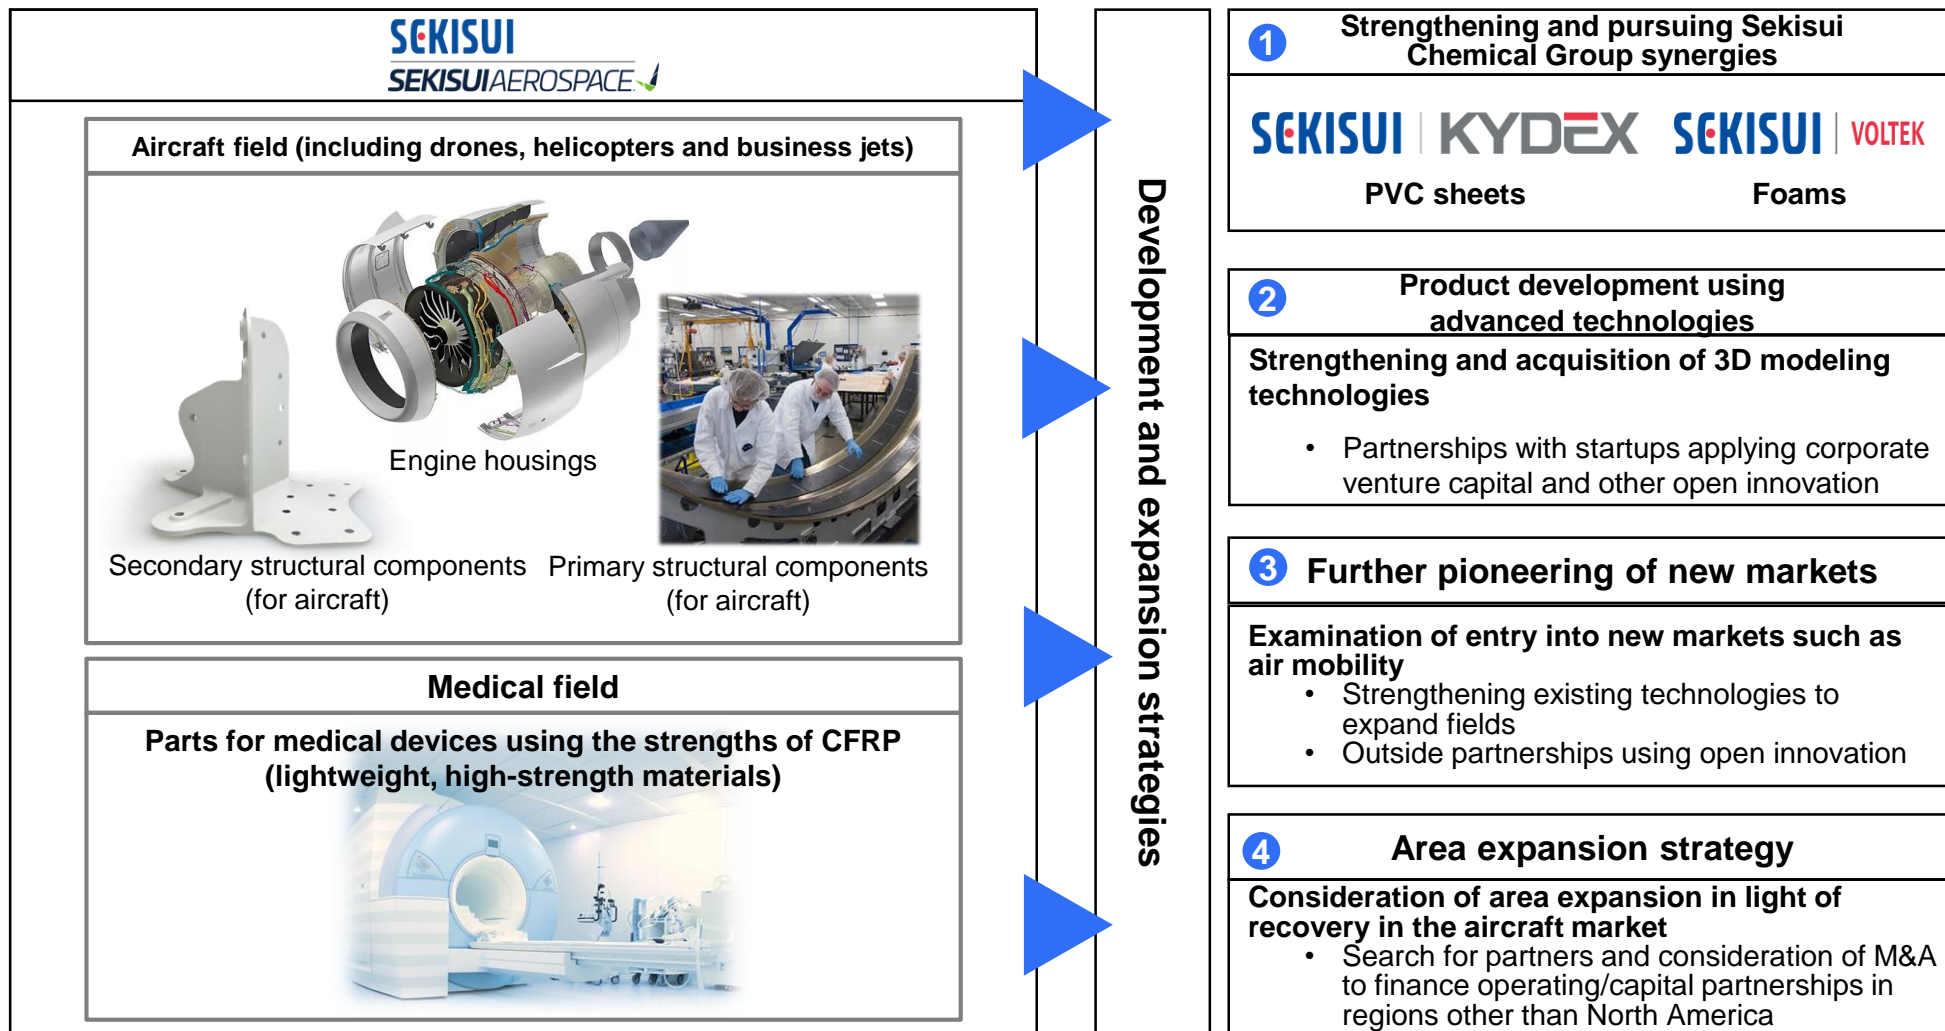 SEKISUI
SEKISUI AEROSPACE
Aircraft field (including drones, helicopters and business jets)
Engine housings
Secondary structural components
(for aircraft)
Primary structural components
(for aircraft)
Medical field
Parts for medical devices using the strengths of CFRP
(lightweight, high-strength materials)
Development and expansion strategies
1
Strengthening and pursuing Sekisui
Chemical Group synergies
SEKISUI | KYDEX
PVC sheets
SEKISUI | VOLTEK
Foams
2
Product development using
advanced technologies
Strengthening and acquisition of 3D modeling
technologies
• Partnerships with startups applying corporate
venture capital and other open innovation
3 Further pioneering of new markets
Examination of entry into new markets such as
air mobility
• Strengthening existing technologies to
expand fields
• Outside partnerships using open innovation
4 Area expansion strategy
Consideration of area expansion in light of
recovery in the aircraft market
• Search for partners and consideration of M&A
to finance operating/capital partnerships in
regions other than North America